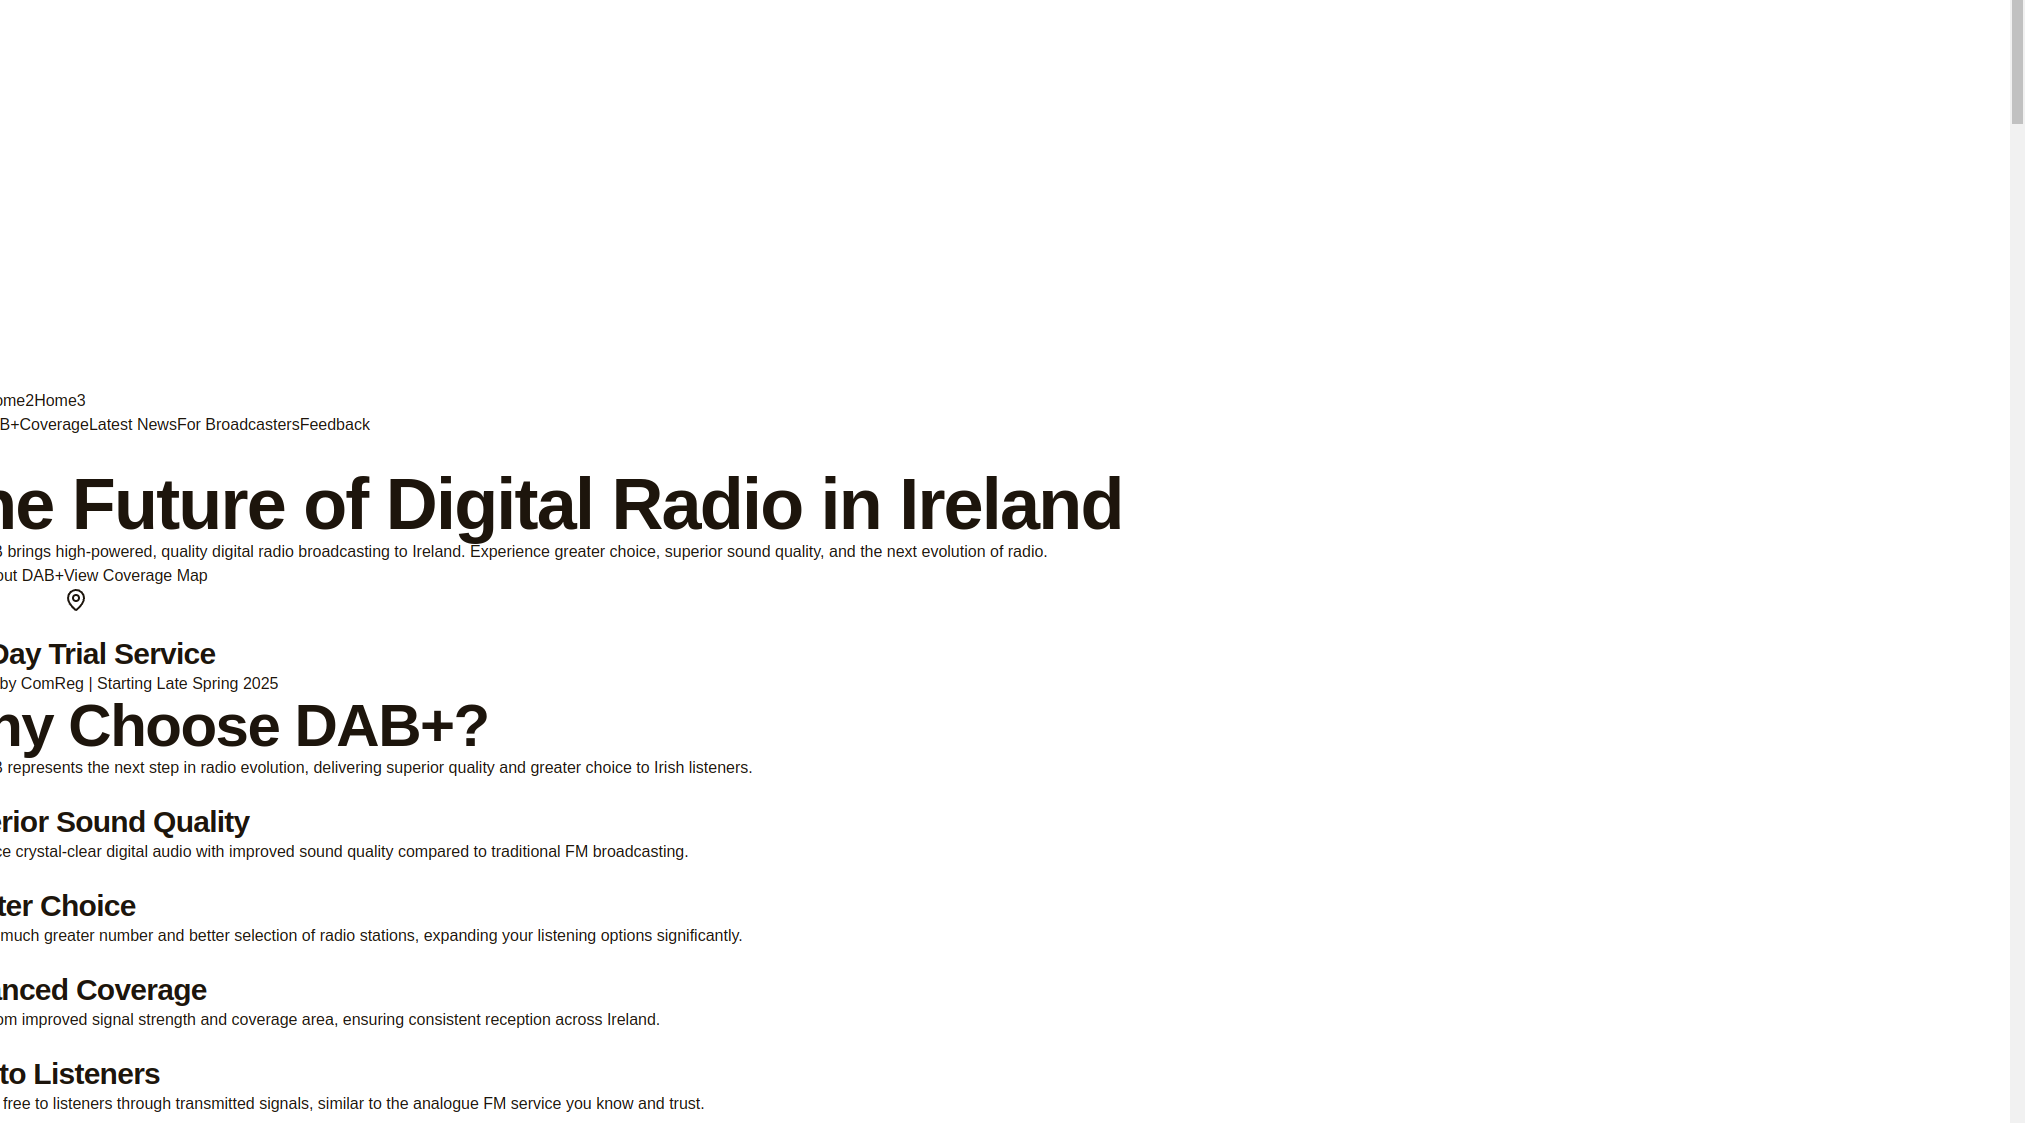 ome2Home3
B+CoverageLatest NewsFor BroadcastersFeedback
he Future of Digital Radio in Ireland
B brings high-powered, quality digital radio broadcasting to Ireland. Experience greater choice, superior sound quality, and the next evolution of radio.
out DAB+View Coverage Map
Day Trial Service
by ComReg | Starting Late Spring 2025
hy Choose DAB+?
B represents the next step in radio evolution, delivering superior quality and greater choice to Irish listeners.
erior Sound Quality
ce crystal-clear digital audio with improved sound quality compared to traditional FM broadcasting.
ter Choice
much greater number and better selection of radio stations, expanding your listening options significantly.
anced Coverage
om improved signal strength and coverage area, ensuring consistent reception across Ireland.
to Listeners
free to listeners through transmitted signals, similar to the analogue FM service you know and trust.